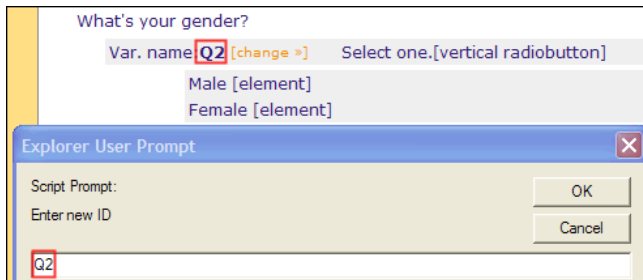 What's your gender?
Var. name Q2 [change »] Select one.[vertical radiobutton]
Male [element]
Female [element]
Explorer User Prompt
Script Prompt:
OK
Enter new ID
Cancel
Q2